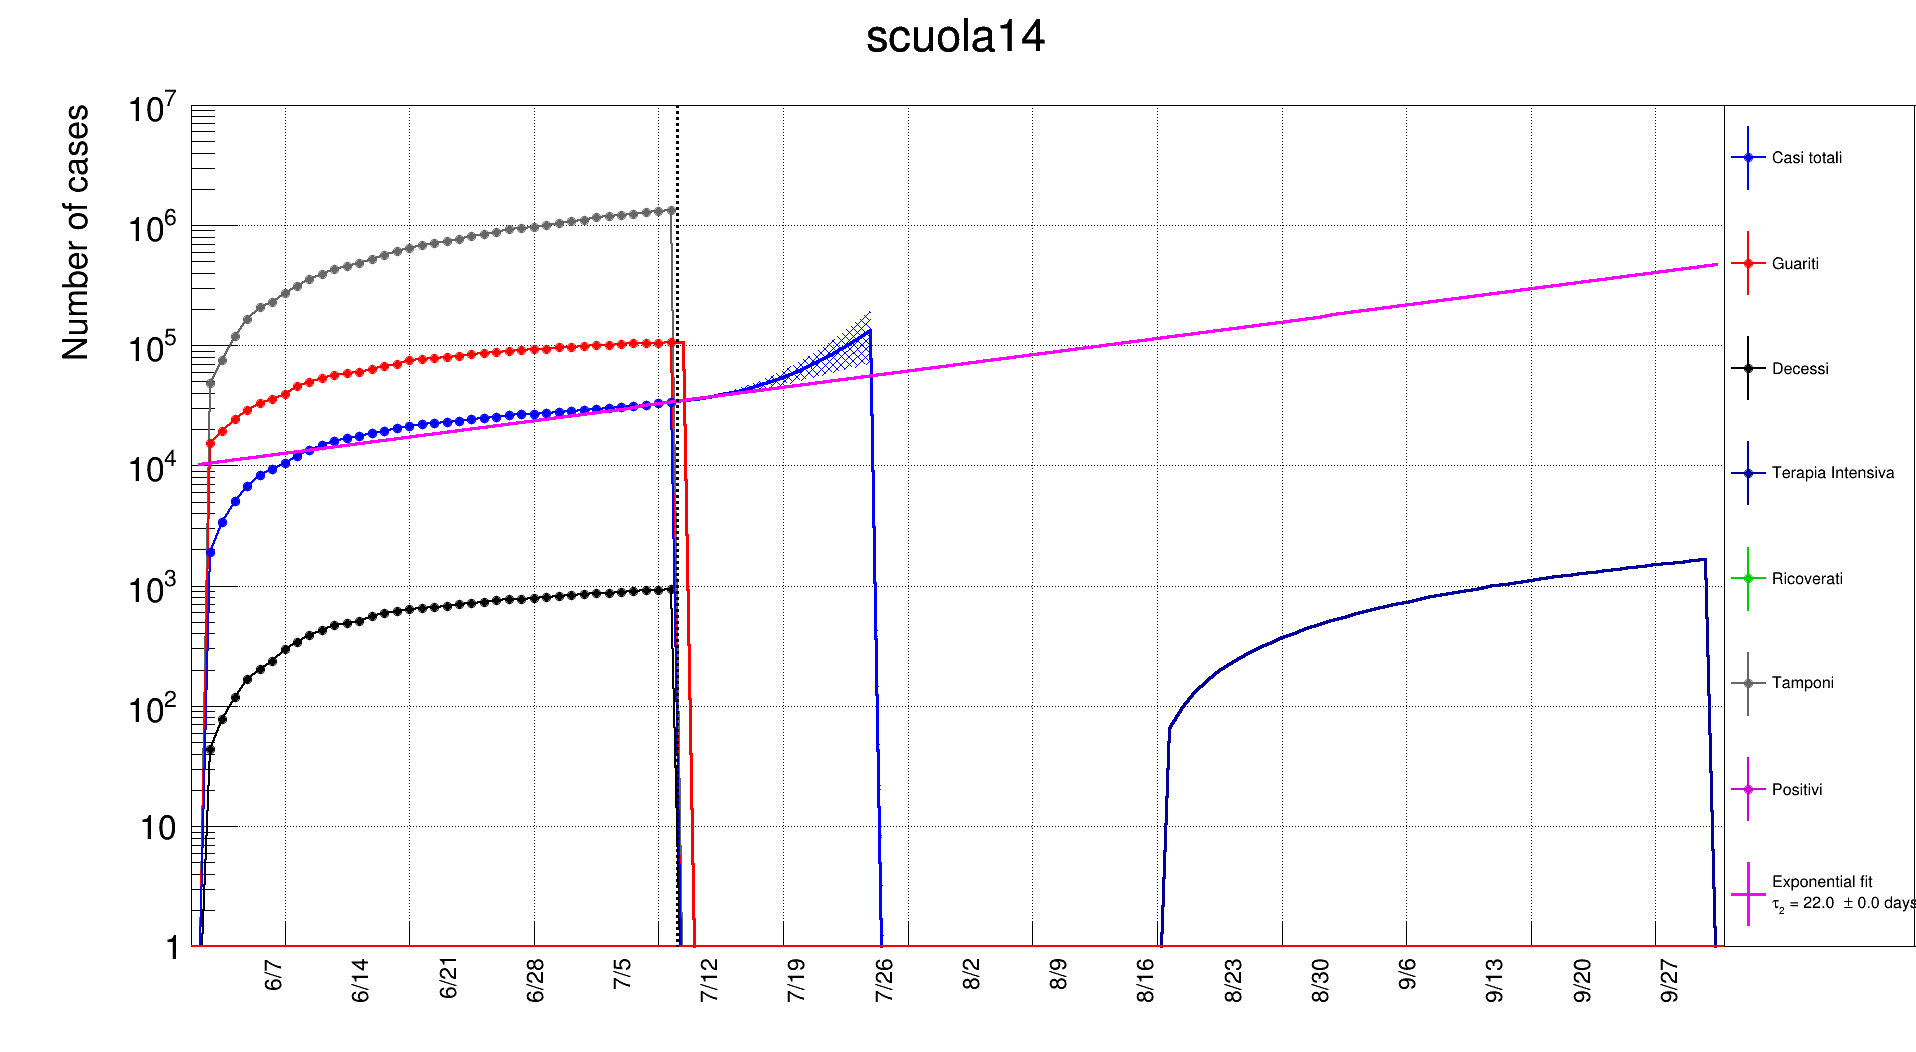 scuola14
Number of cases
10^7
10^6
10^5
10^4
10^3
10^2
10
1
6/7
6/14
6/21
6/28
7/5
7/12
7/19
7/26
8/2
8/9
8/16
8/23
8/30
9/6
9/13
9/20
9/27
Casi totali
Guariti
Decessi
Terapia Intensiva
Ricoverati
Tamponi
Positivi
Exponential fit
τ_2 = 22.0 ± 0.0 days